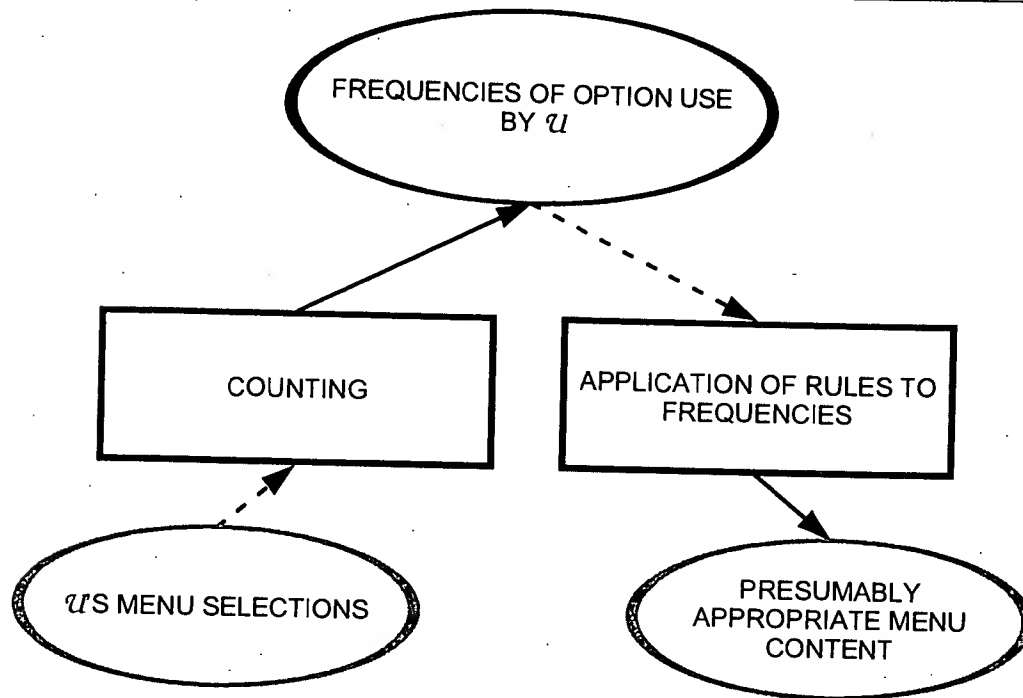 FREQUENCIES OF OPTION USE
BY 𝒰
COUNTING
APPLICATION OF RULES TO
FREQUENCIES
𝒰'S MENU SELECTIONS
PRESUMABLY
APPROPRIATE MENU
CONTENT